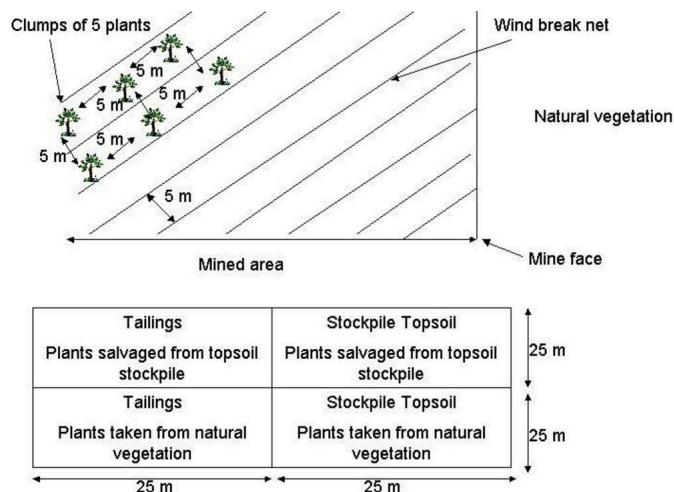 Clumps of 5 plants
Wind break net
5 m
5 m
5 m
5 m
5 m
5 m
Natural vegetation
Mined area
Mine face
Tailings
Plants salvaged from topsoil
stockpile
Stockpile Topsoil
Plants salvaged from topsoil
stockpile
25 m
Tailings
Plants taken from natural
vegetation
Stockpile Topsoil
Plants taken from natural
vegetation
25 m
25 m
25 m